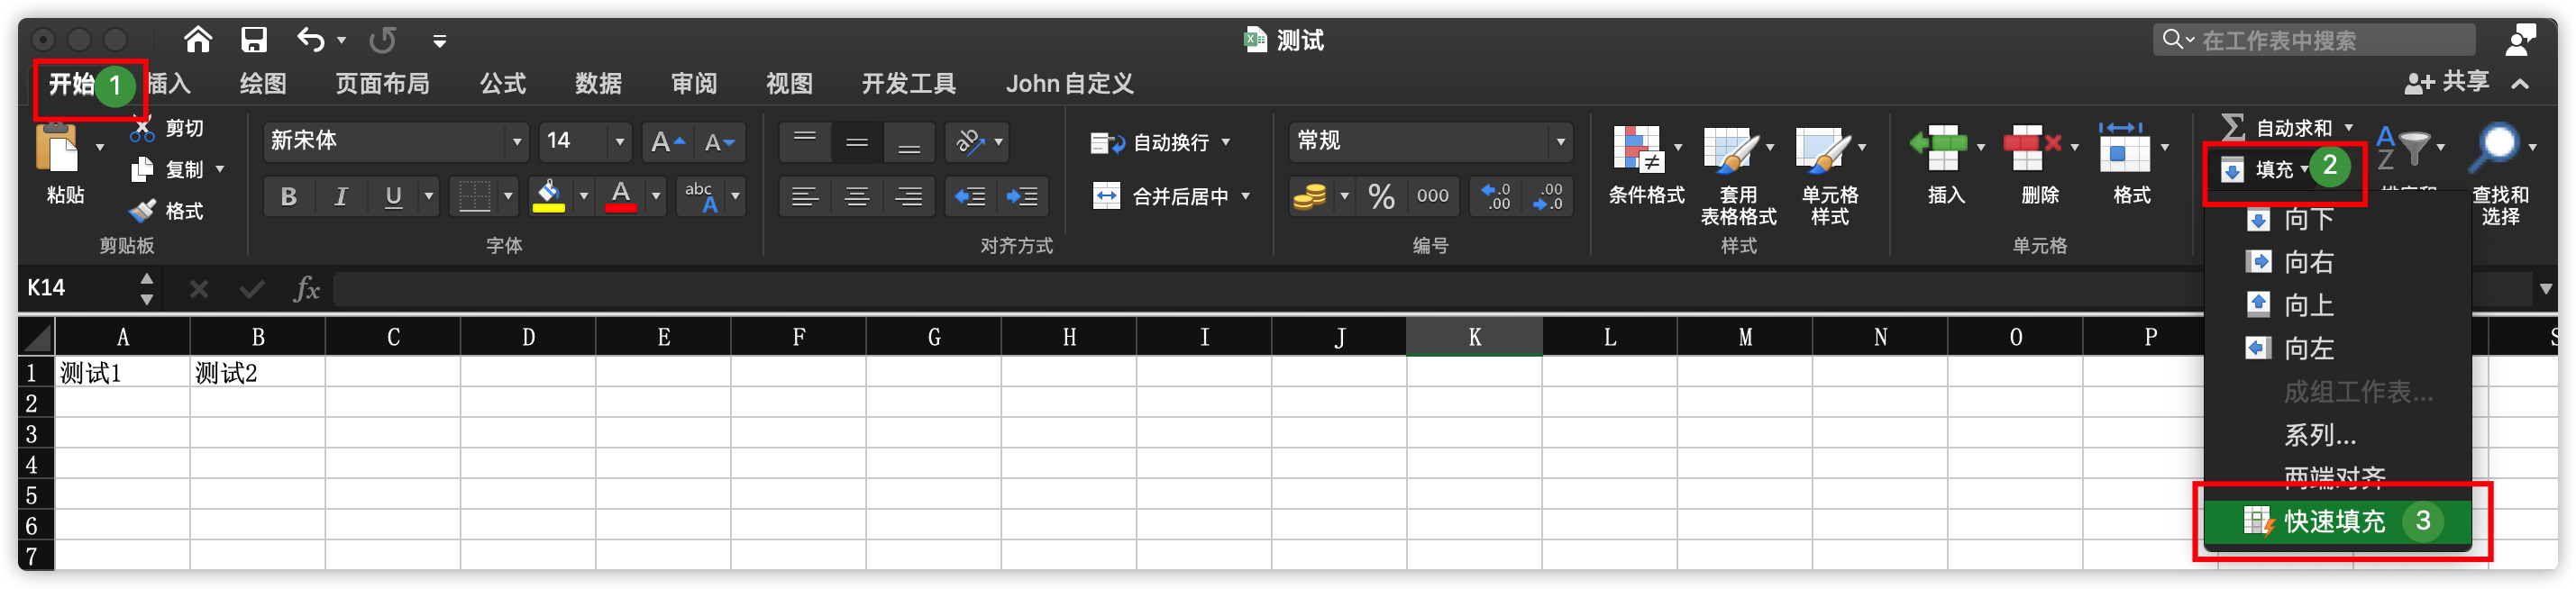 测试
在工作表中搜索
开始 1 插入 绘图 页面布局 公式 数据 审阅 视图 开发工具 John 自定义
共享
剪切
复制
格式
粘贴
剪贴板
新宋体 14 A A
B I U A abc A
字体
ab
自动换行
合并后居中
对齐方式
常规
% 000 .0 .00 .00 .0
编号
条件格式
套用
表格格式
单元格
样式
样式
插入 删除 格式
单元格
自动求和
填充 2
A
Z
查找和
选择
向下
向右
向上
向左
成组工作表...
系列...
两端对齐
快速填充 3
K14 fx
A B C D E F G H I J K L M N O P
1 测试1 测试2
2
3
4
5
6
7